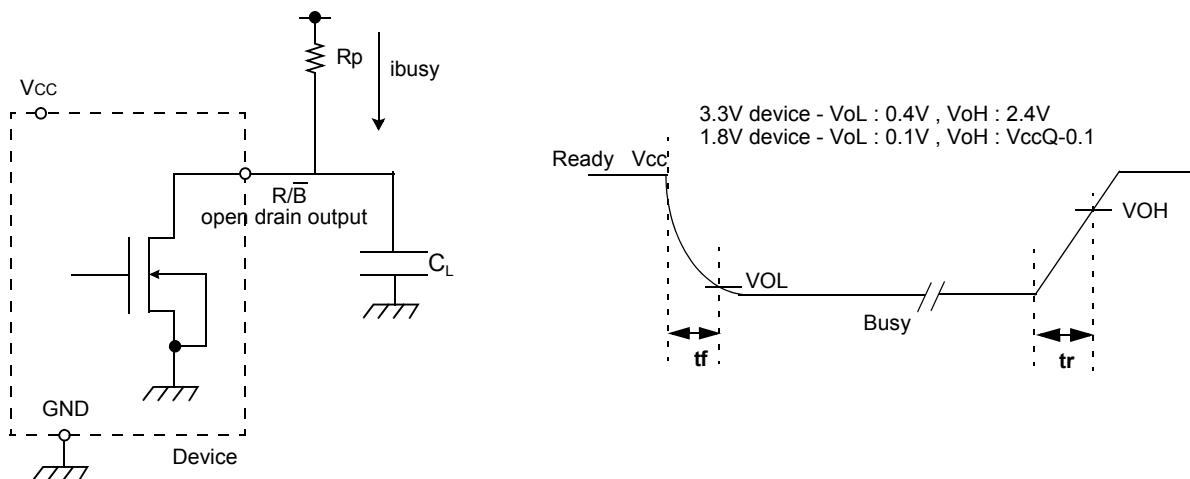 Rp
ibusy
VCC
R/B̅
open drain output
CL
GND
Device
3.3V device - VoL : 0.4V , VoH : 2.4V
1.8V device - VoL : 0.1V , VoH : VccQ-0.1
Ready Vcc
VOH
VOL
Busy
tf
tr